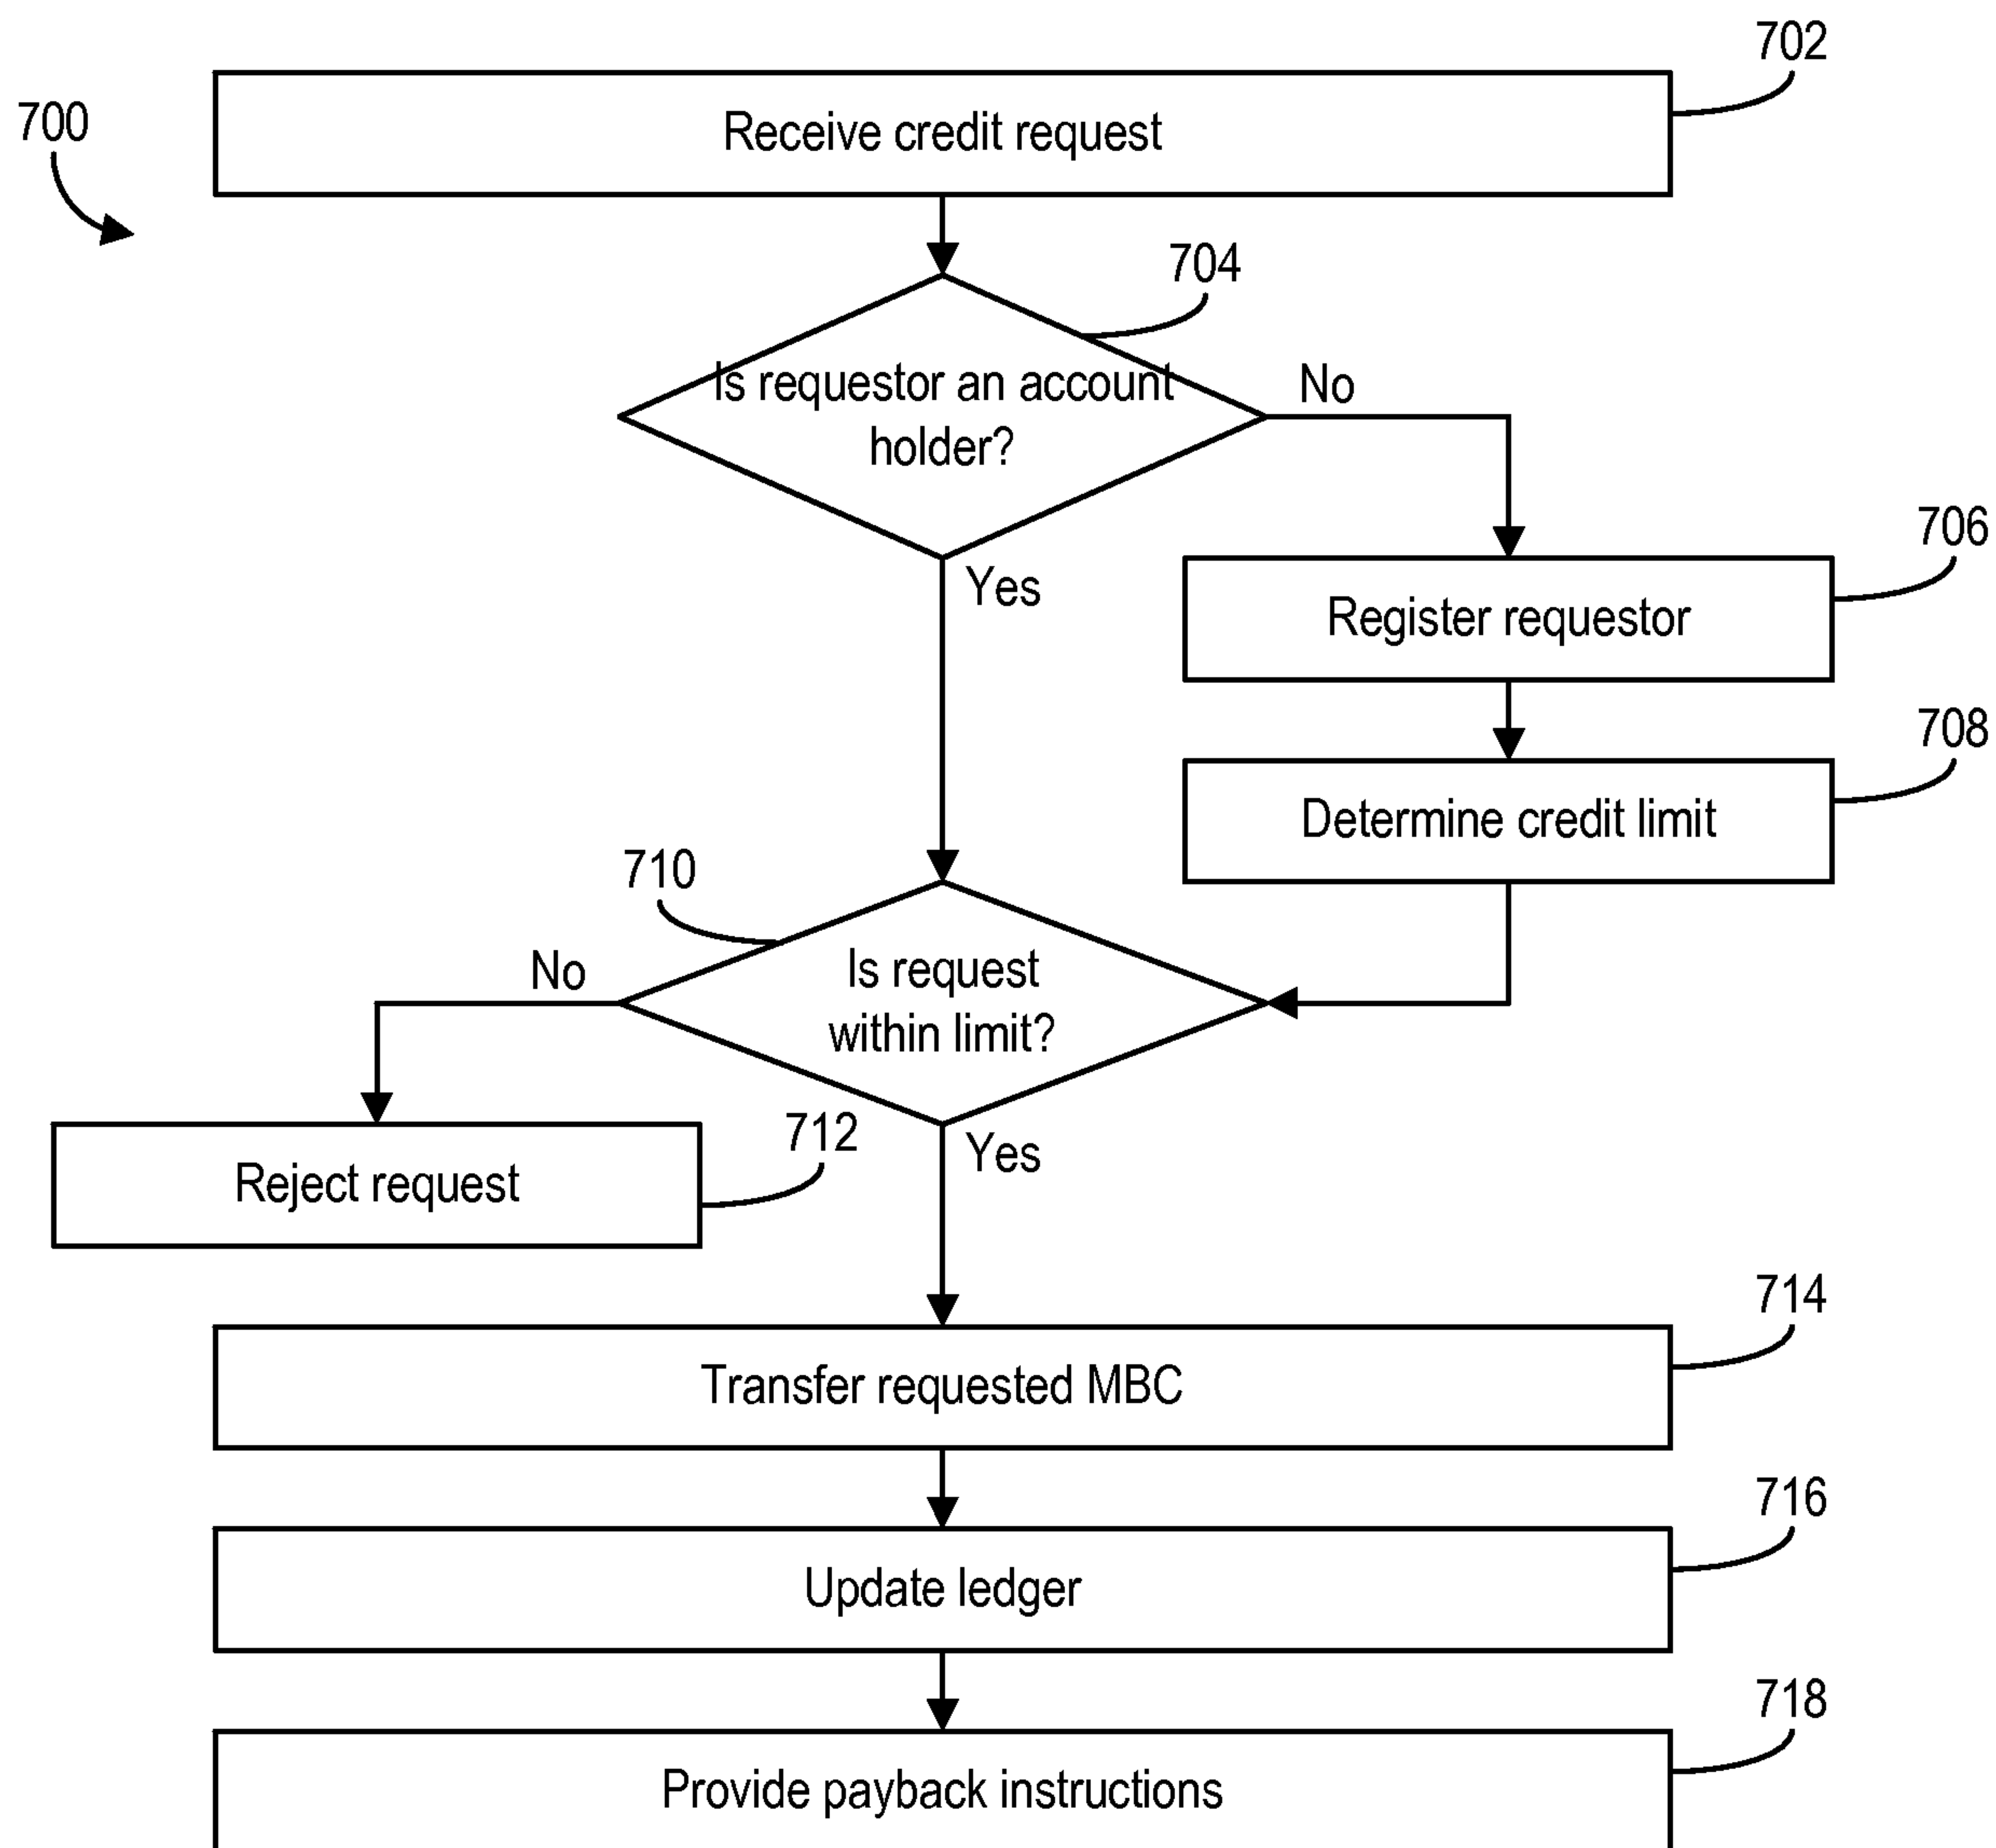 702
700
Receive credit request
704
Is requestor an account
holder?
No
Yes
706
Register requestor
708
Determine credit limit
710
Is request
within limit?
No
Yes
712
Reject request
714
Transfer requested MBC
716
Update ledger
718
Provide payback instructions